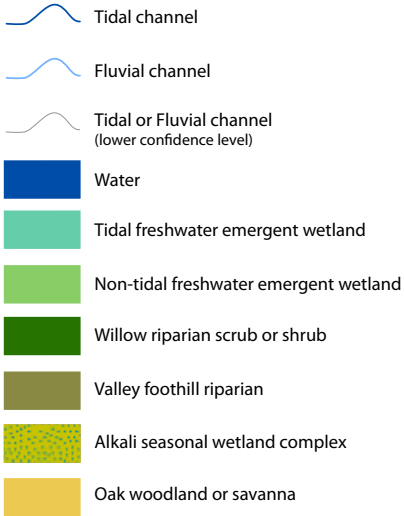 Tidal channel
Fluvial channel
Tidal or Fluvial channel
(lower confidence level)
Water
Tidal freshwater emergent wetland
Non-tidal freshwater emergent wetland
Willow riparian scrub or shrub
Valley foothill riparian
Alkali seasonal wetland complex
Oak woodland or savanna